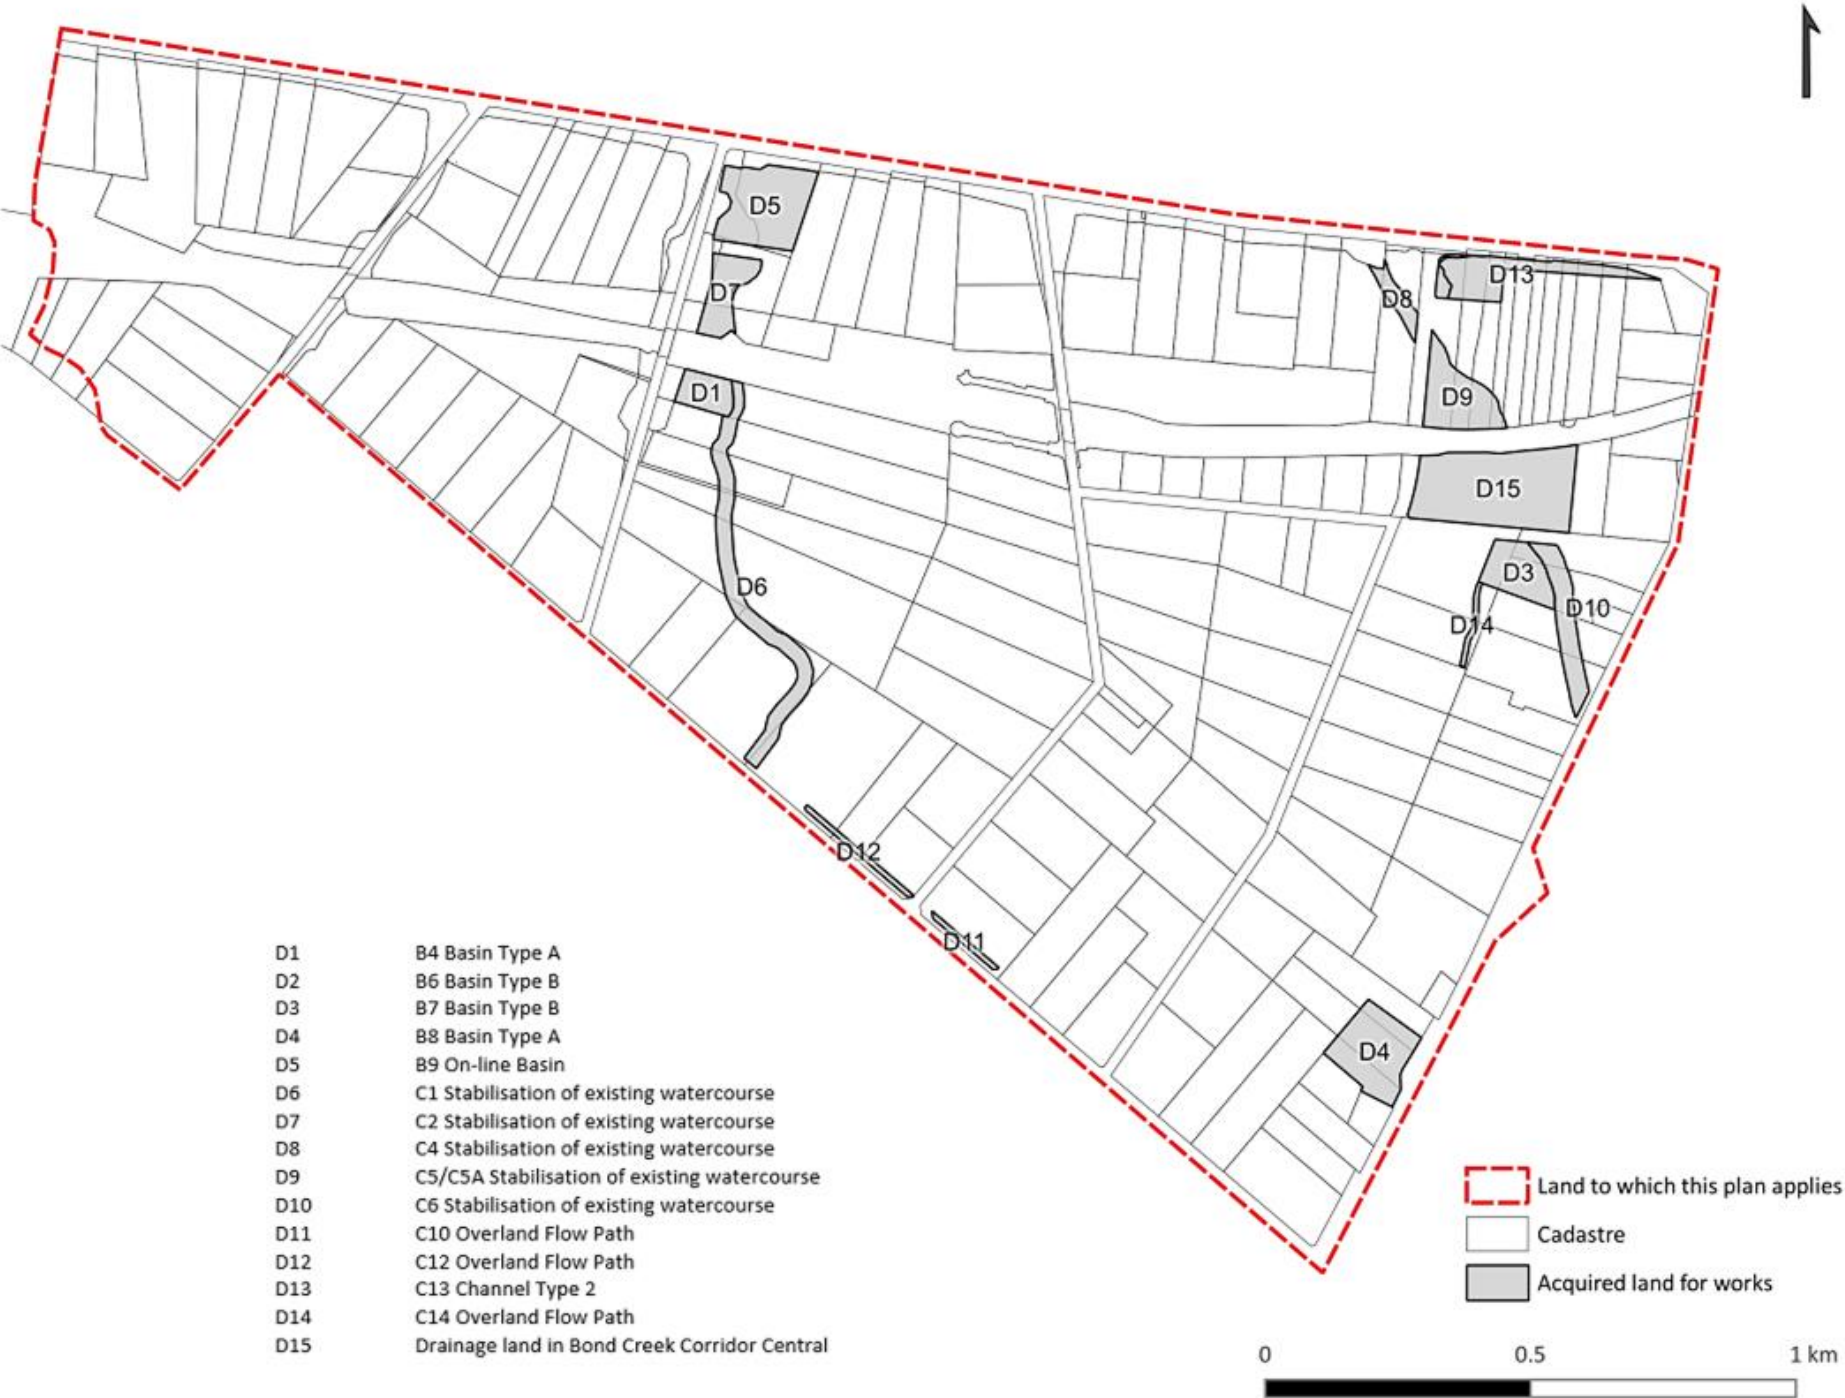 D5
D7
D13
D8
D1
D9
D15
D6
D3
D10
D14
D12
D11
D4
D1 B4 Basin Type A
D2 B6 Basin Type B
D3 B7 Basin Type B
D4 B8 Basin Type A
D5 B9 On-line Basin
D6 C1 Stabilisation of existing watercourse
D7 C2 Stabilisation of existing watercourse
D8 C4 Stabilisation of existing watercourse
D9 C5/C5A Stabilisation of existing watercourse
D10 C6 Stabilisation of existing watercourse
D11 C10 Overland Flow Path
D12 C12 Overland Flow Path
D13 C13 Channel Type 2
D14 C14 Overland Flow Path
D15 Drainage land in Bond Creek Corridor Central
Land to which this plan applies
Cadastre
Acquired land for works
0 0.5 1 km